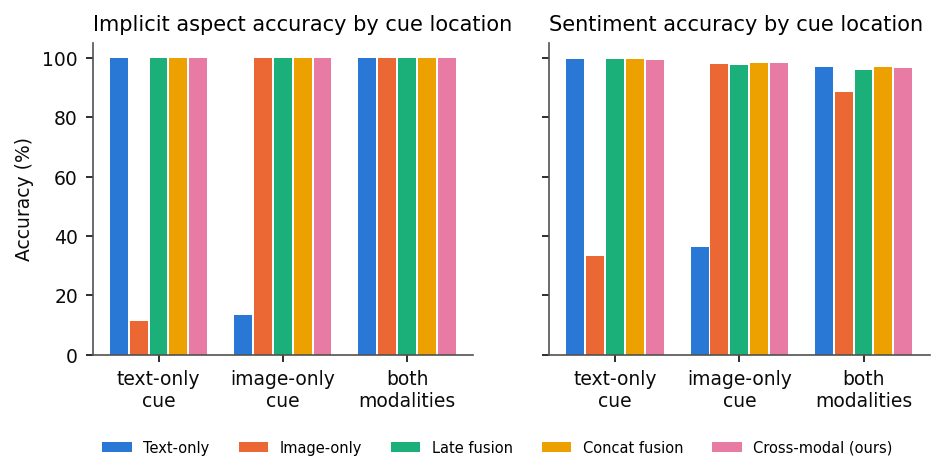 Implicit aspect accuracy by cue location
Sentiment accuracy by cue location
Accuracy (%)
100
80
60
40
20
0
text-only
cue
image-only
cue
both
modalities
text-only
cue
image-only
cue
both
modalities
Text-only
Image-only
Late fusion
Concat fusion
Cross-modal (ours)